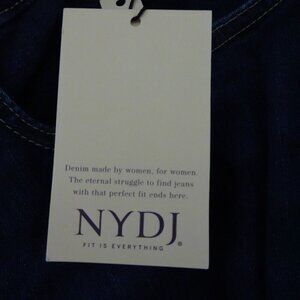 Denim made by women, for women.
The eternal struggle to find jeans
with that perfect fit ends here.
NYDJ®
FIT IS EVERYTHING